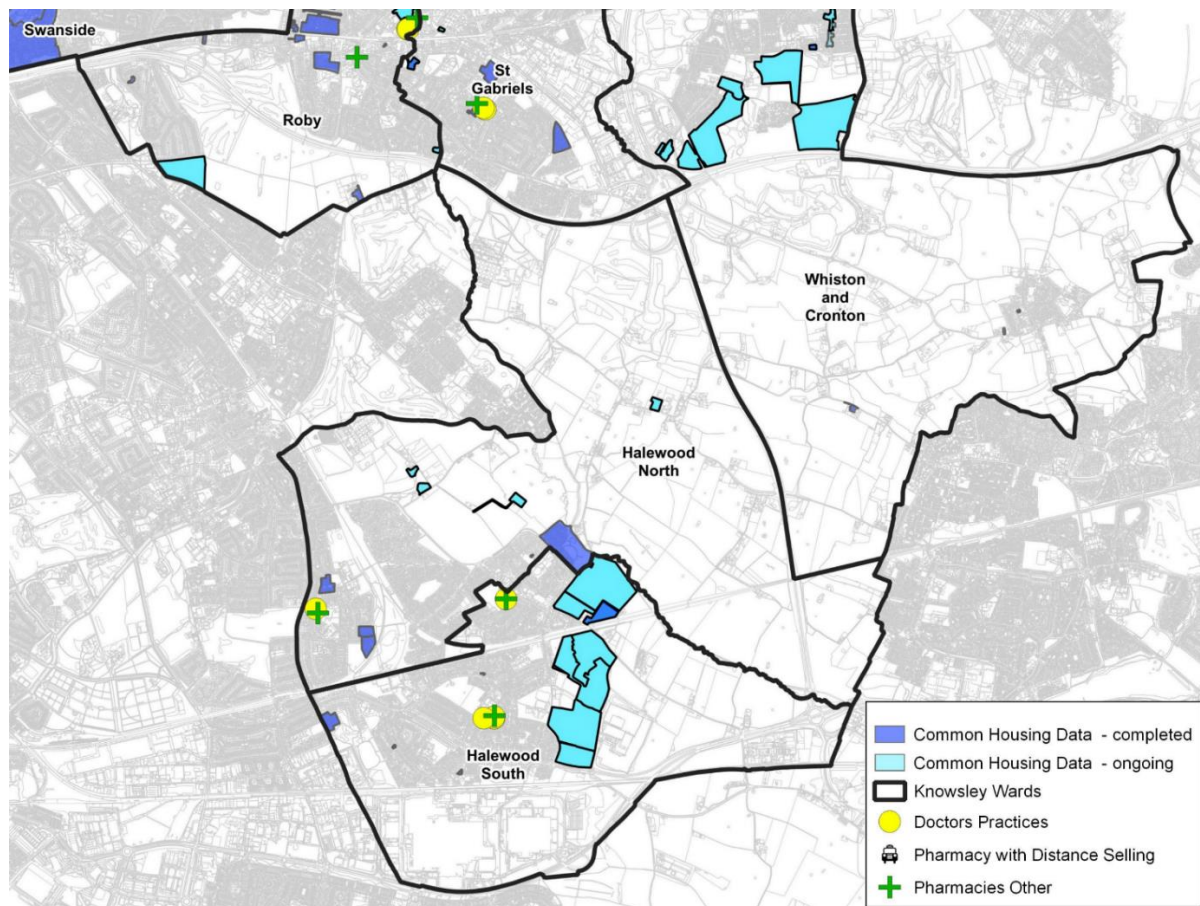 Swanside
St
Gabriels
Roby
Whiston
and
Cronton
Halewood
North
Halewood
South
Common Housing Data - completed
Common Housing Data - ongoing
Knowsley Wards
Doctors Practices
Pharmacy with Distance Selling
Pharmacies Other